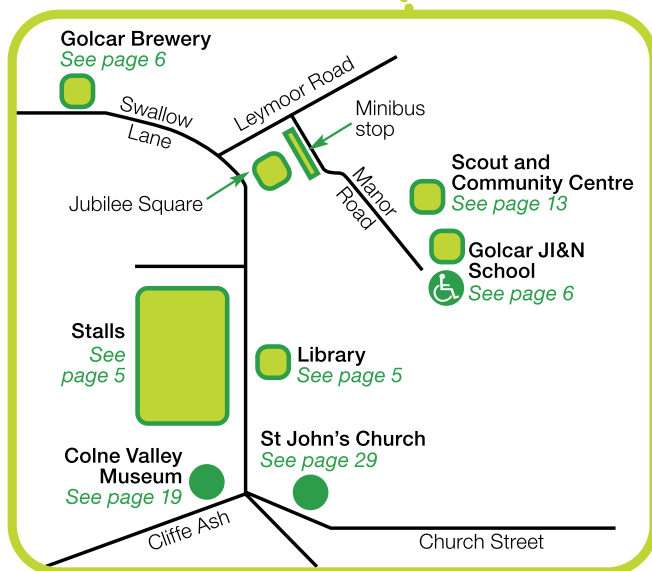 Golcar Brewery
See page 6
Swallow
Lane
Leymoor Road
Minibus
stop
Jubilee Square
Manor
Road
Scout and
Community Centre
See page 13
Golcar JI&N
School
See page 6
Stalls
See
page 5
Library
See page 5
St John's Church
See page 29
Colne Valley
Museum
See page 19
Cliffe Ash
Church Street